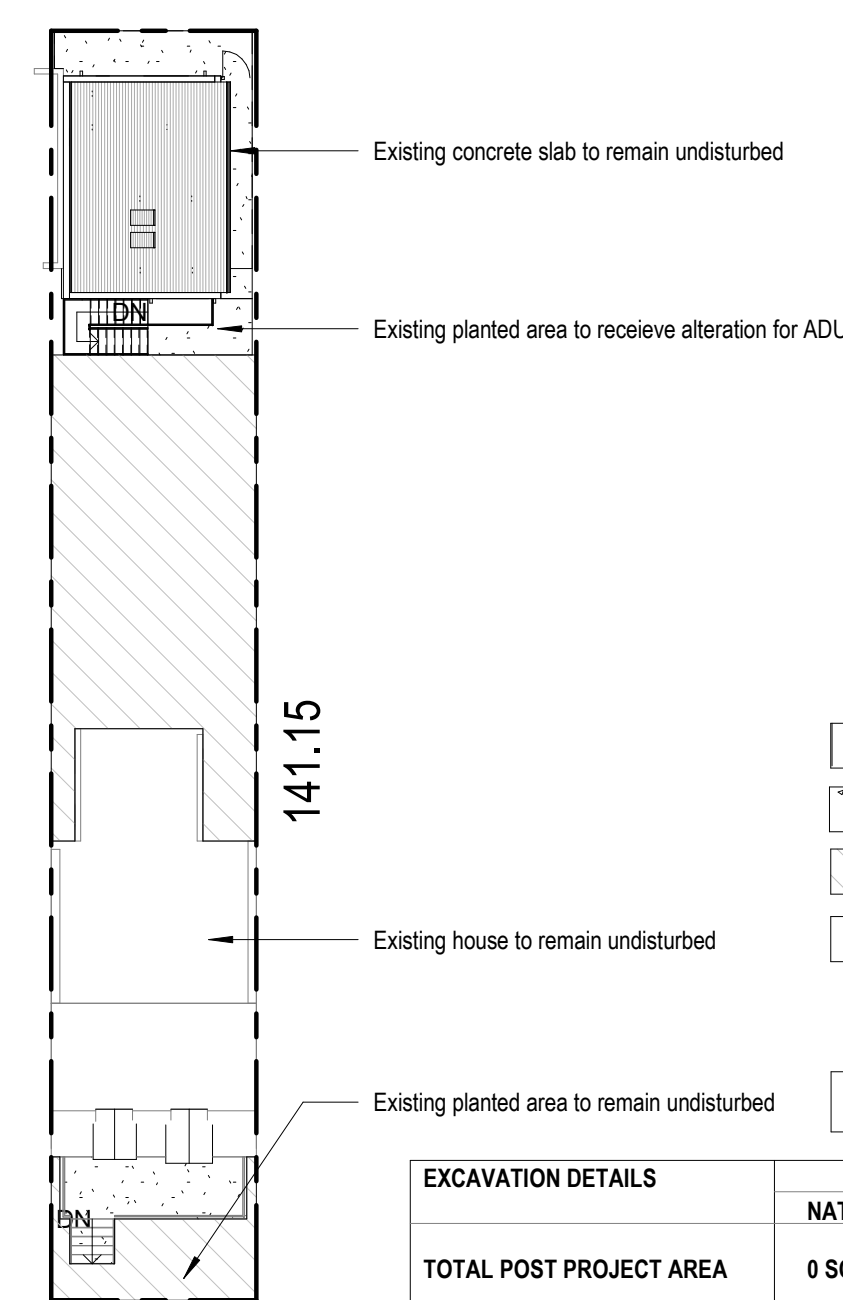 Existing concrete slab to remain undisturbed
DN
Existing planted area to receieve alteration for ADU
141.15
Existing house to remain undisturbed
Existing planted area to remain undisturbed
EXCAVATION DETAILS
DN
TOTAL POST PROJECT AREA
0